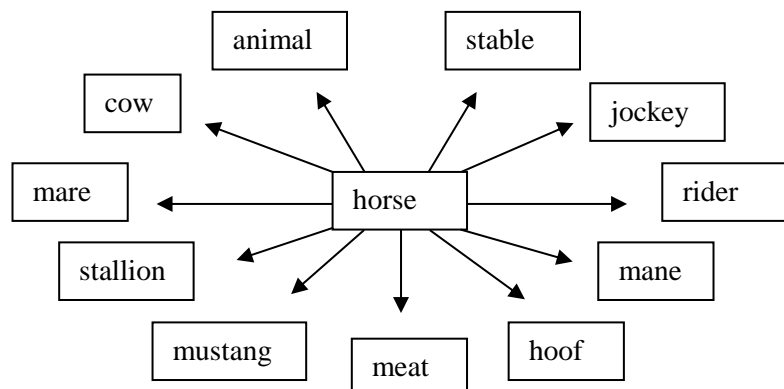 animal
stable
cow
jockey
mare
horse
rider
stallion
mane
mustang
meat
hoof